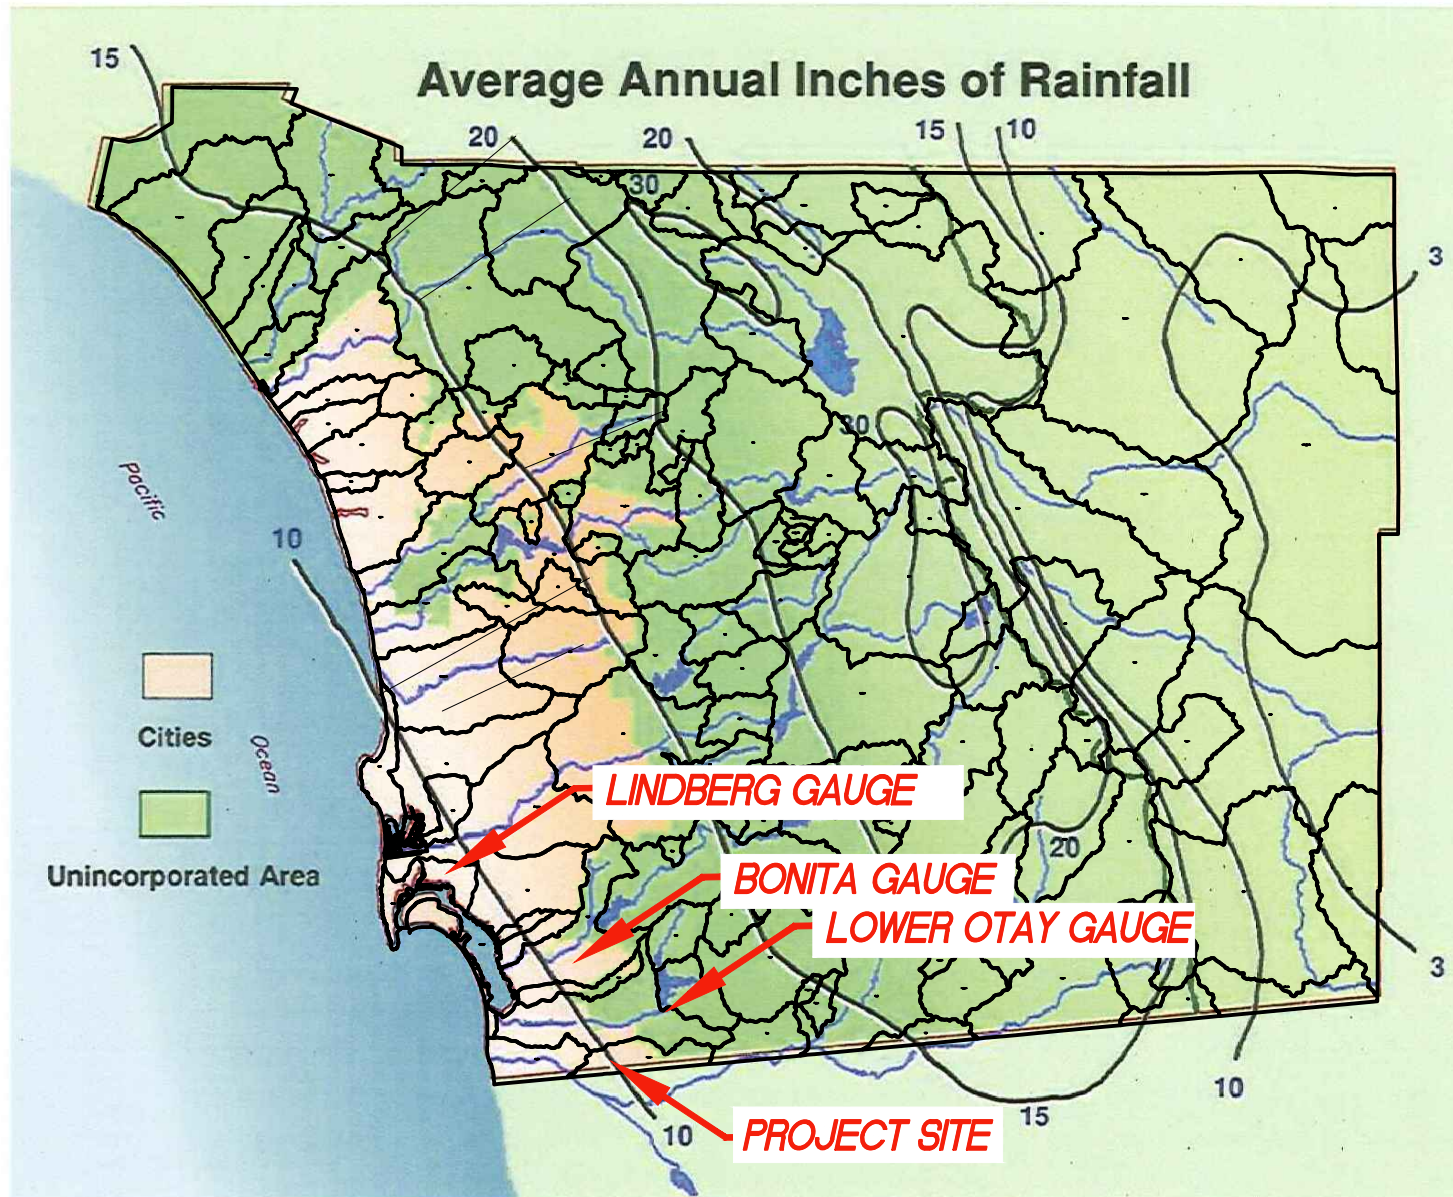 15
Average Annual Inches of Rainfall
20
20
15
10
30
3
30
Pacific
10
Cities
Ocean
LINDBERG GAUGE
20
Unincorporated Area
BONITA GAUGE
LOWER OTAY GAUGE
3
10
15
10
PROJECT SITE